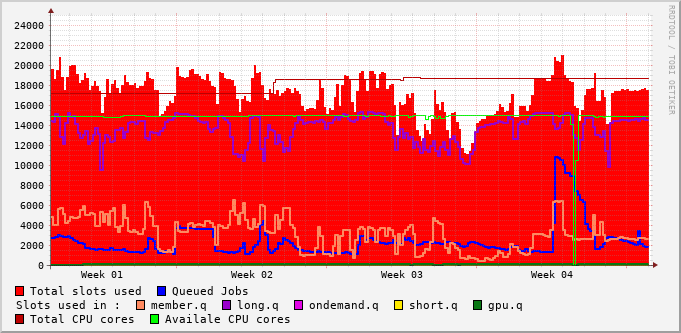 RRDTOOL / TOBI OETIKER
24000
22000
20000
18000
16000
14000
12000
10000
8000
6000
4000
2000
0
Week 01 Week 02 Week 03 Week 04
Total slots used Queued Jobs
Slots used in : member.q long.q ondemand.q short.q gpu.q
Total CPU cores Availale CPU cores